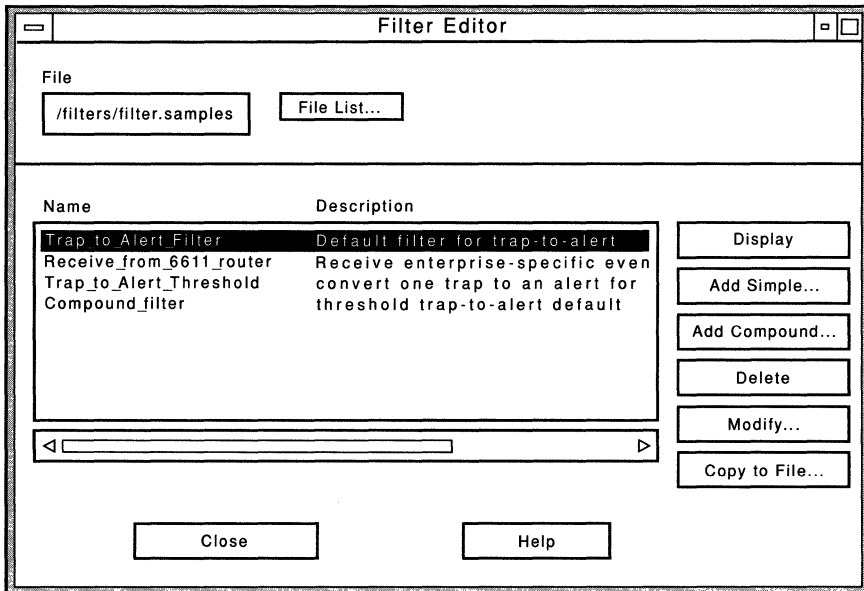 Filter Editor
File
/filters/filter.samples
File List...
Name Description
Trap_to_Alert_Filter Default filter for trap-to-alert
Receive_from_6611_router Receive enterprise-specific even
Trap_to_Alert_Threshold convert one trap to an alert for
Compound_filter threshold trap-to-alert default
Display
Add Simple...
Add Compound...
Delete
Modify...
Copy to File...
Close
Help